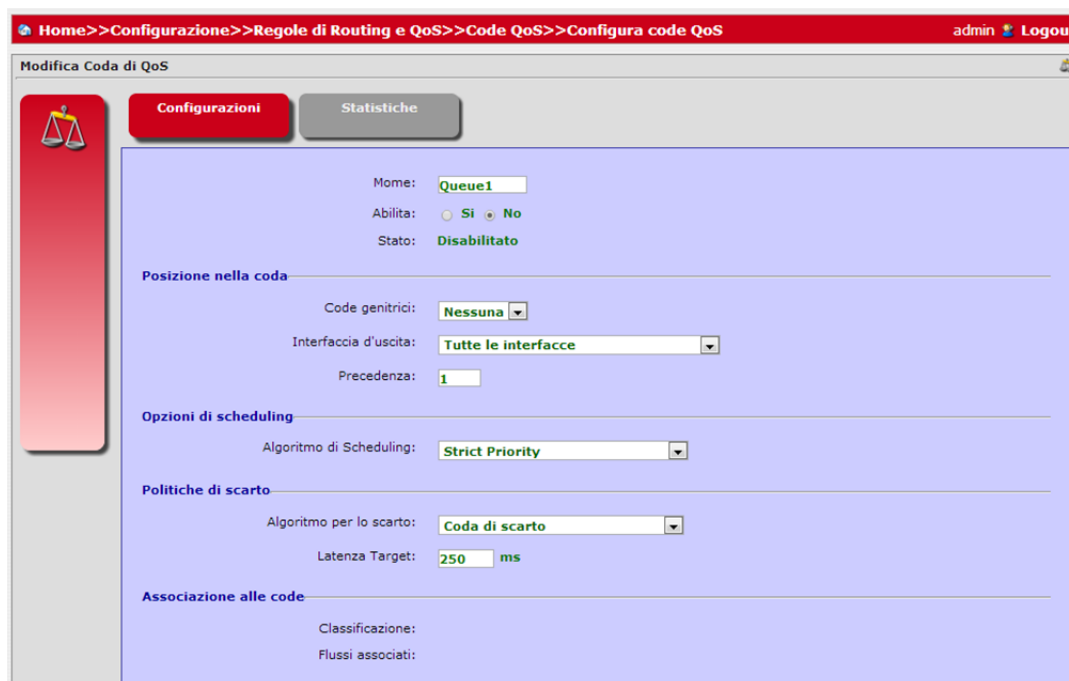 Home>>Configurazione>>Regole di Routing e QoS>>Code QoS>>Configura code QoS admin Logou
Modifica Coda di QoS
Configurazioni Statistiche
Mome: Queue1
Abilita: Si No
Stato: Disabilitato
Posizione nella coda
Code genitrici: Nessuna
Interfaccia d'uscita: Tutte le interfacce
Precedenza: 1
Opzioni di scheduling
Algoritmo di Scheduling: Strict Priority
Politiche di scarto
Algoritmo per lo scarto: Coda di scarto
Latenza Target: 250 ms
Associazione alle code
Classificazione:
Flussi associati: